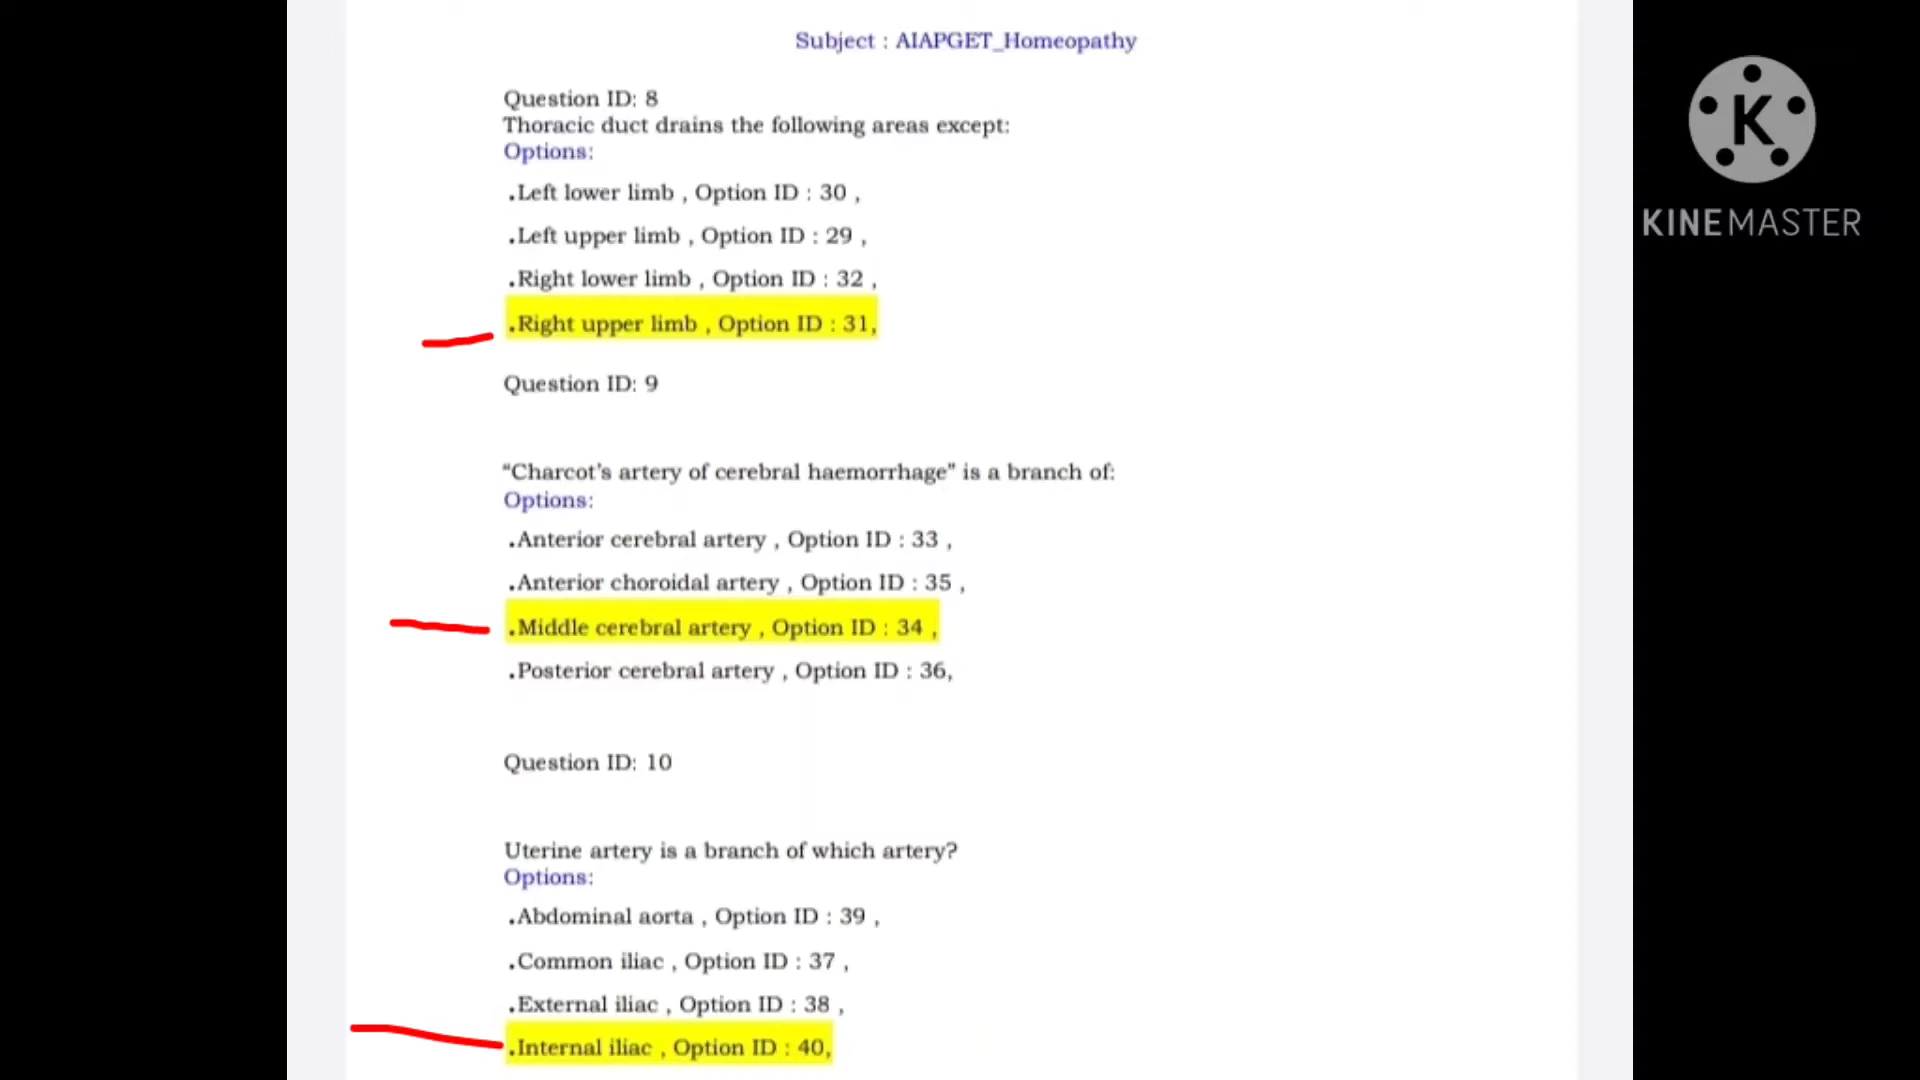 Subject : AIAPGET_Homeopathy
K
KINEMASTER
Question ID: 8
Thoracic duct drains the following areas except:
Options:
.Left lower limb , Option ID : 30 ,
.Left upper limb , Option ID : 29 ,
.Right lower limb , Option ID : 32 ,
.Right upper limb , Option ID : 31,
Question ID: 9
“Charcot’s artery of cerebral haemorrhage” is a branch of:
Options:
.Anterior cerebral artery , Option ID : 33 ,
.Anterior choroidal artery , Option ID : 35 ,
.Middle cerebral artery , Option ID : 34 ,
.Posterior cerebral artery , Option ID : 36,
Question ID: 10
Uterine artery is a branch of which artery?
Options:
.Abdominal aorta , Option ID : 39 ,
.Common iliac , Option ID : 37 ,
.External iliac , Option ID : 38 ,
.Internal iliac , Option ID : 40,